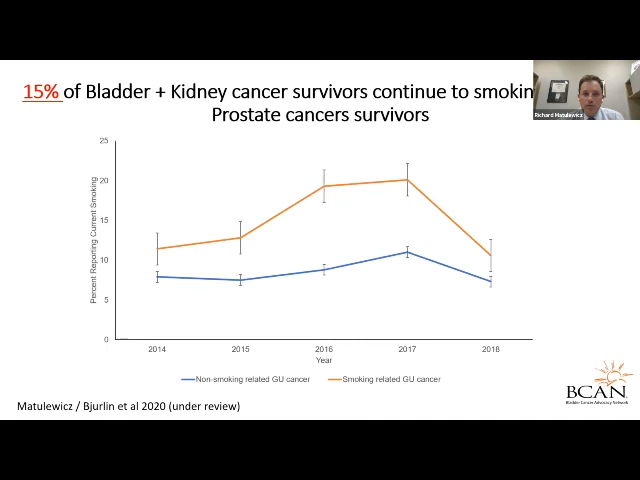 15% of Bladder + Kidney cancer survivors continue to smoking
Prostate cancers survivors
Richard Matulewicz
25
20
15
10
5
0
Percent Reporting Current Smoking
2014 2015 2016 2017 2018
Year
Non-smoking related GU cancer Smoking related GU cancer
Matulewicz / Bjurlin et al 2020 (under review)
BCAN
Bladder Cancer Advocacy Network